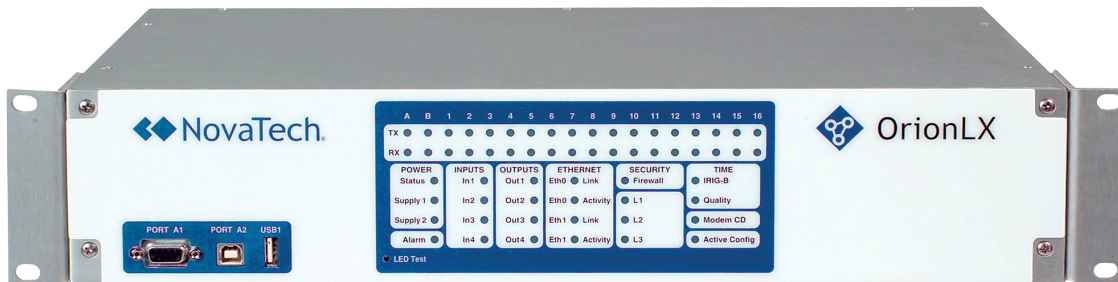 NovaTech®
OrionLX
A B 1 2 3 4 5 6 7 8 9 10 11 12 13 14 15 16
TX
RX
POWER INPUTS OUTPUTS ETHERNET SECURITY TIME
Status In1 Out1 Eth0 Link Firewall IRIG-B
Supply 1 In2 Out2 Eth0 Activity L1 Quality
Supply 2 In3 Out3 Eth1 Link L2 Modem CD
Alarm In4 Out4 Eth1 Activity L3 Active Config
LED Test
PORT A1 PORT A2 USB1